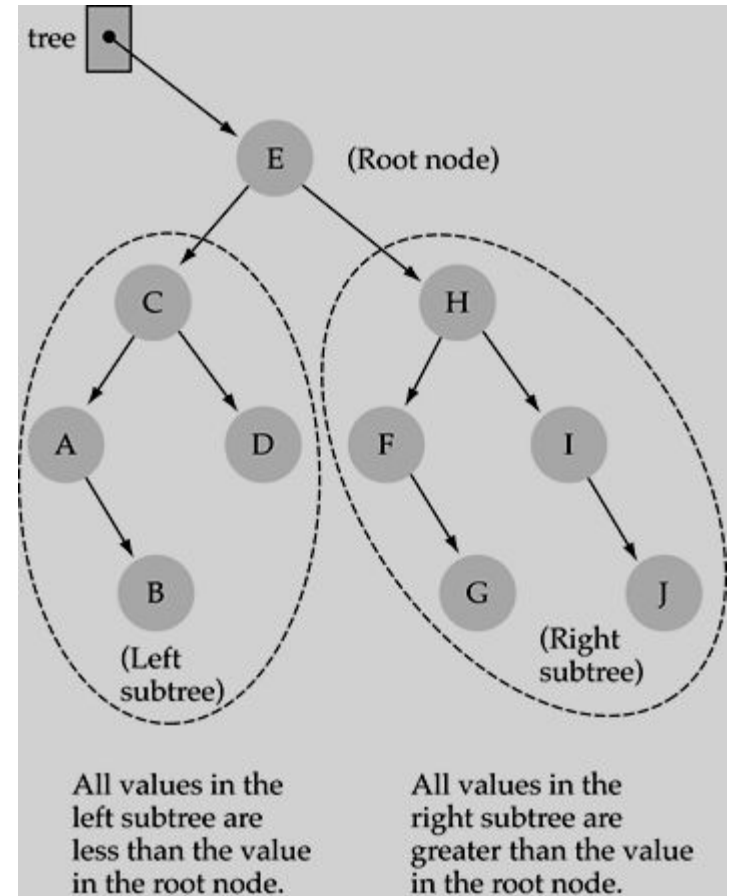 tree
E (Root node)
C H
A D F I
B G J
(Left
subtree)
(Right
subtree)
All values in the
left subtree are
less than the value
in the root node.
All values in the
right subtree are
greater than the value
in the root node.